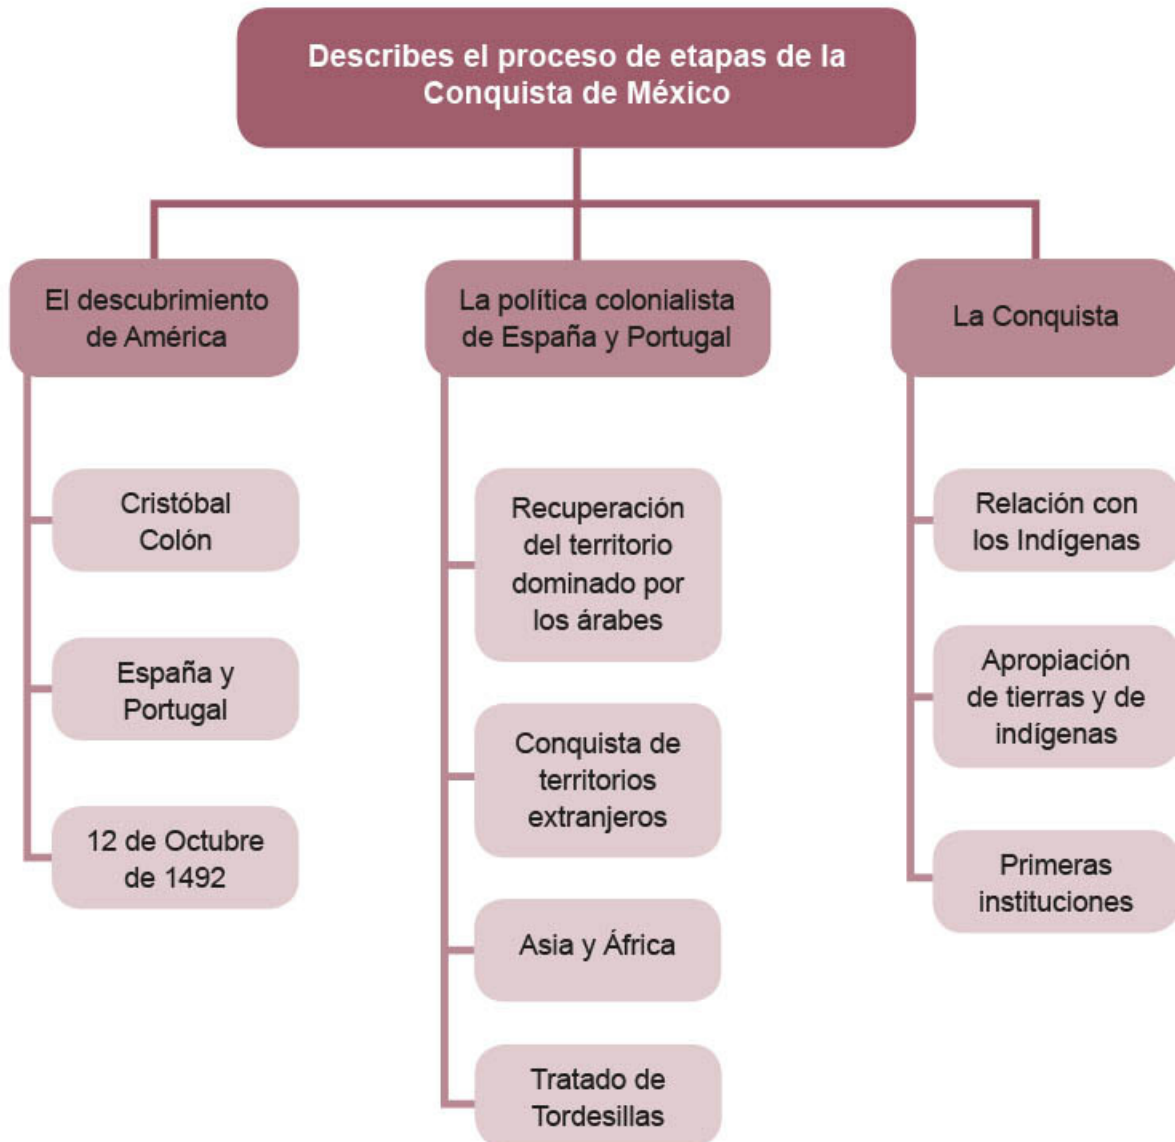 Describes el proceso de etapas de la
Conquista de México
El descubrimiento
de América
Cristóbal
Colón
España y
Portugal
12 de Octubre
de 1492
La política colonialista
de España y Portugal
Recuperación
del territorio
dominado por
los árabes
Conquista de
territorios
extranjeros
Asia y África
Tratado de
Tordesillas
La Conquista
Relación con
los Indígenas
Apropiación
de tierras y de
indígenas
Primeras
instituciones